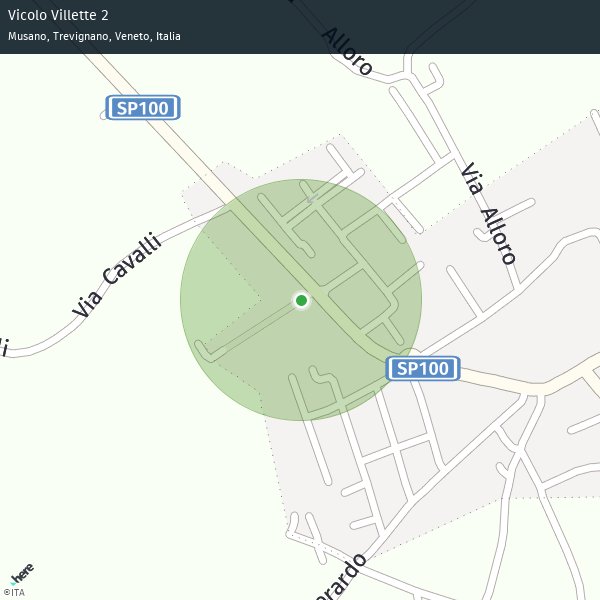 Vicolo Villette 2
Musano, Trevignano, Veneto, Italia
Alloro
SP100
Via Alloro
Via Cavalli
SP100
here
©ITA